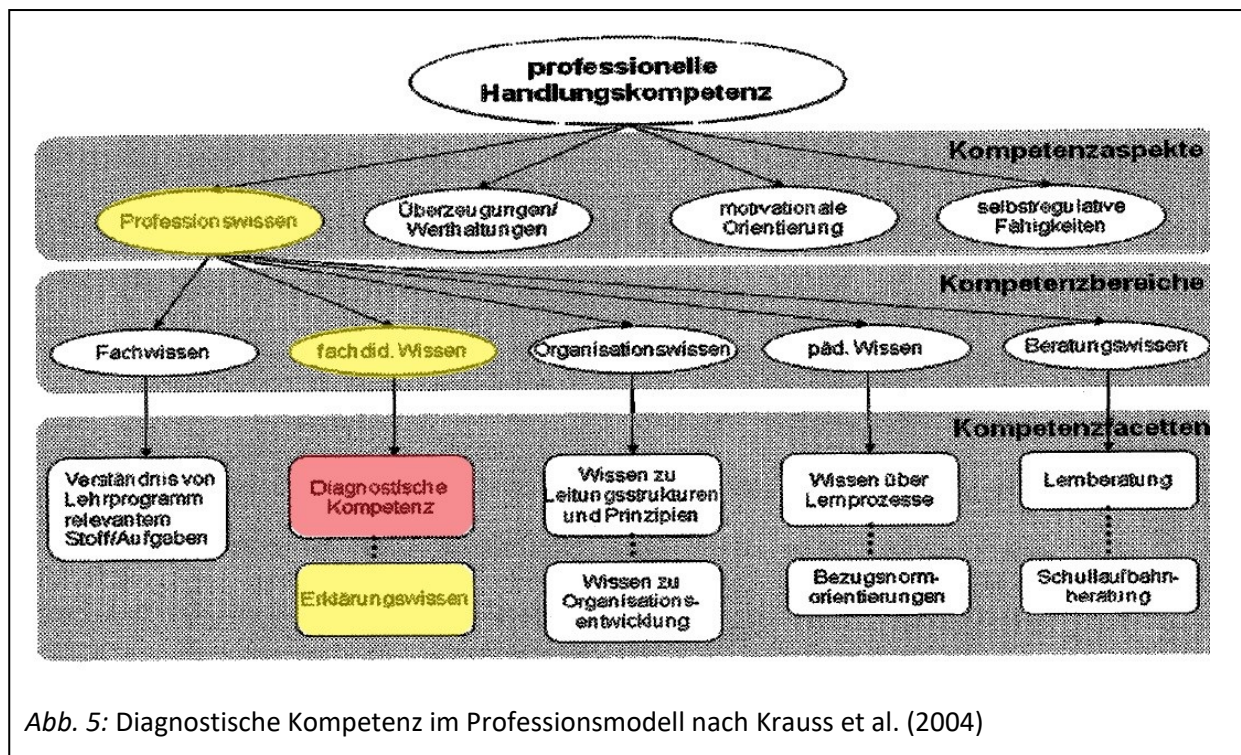 professionelle
Handlungskompetenz
Kompetenzaspekte
Professionswissen
Überzeugungen/
Werthaltungen
motivationale
Orientierung
selbstregulative
Fähigkeiten
Kompetenzbereiche
Fachwissen
fachdid. Wissen
Organisationswissen
päd. Wissen
Beratungswissen
Kompetenzfacetten
Verständnis von
Lehrprogramm
relevantem
Stoff/Aufgaben
Diagnostische
Kompetenz
Wissen zu
Leitungsstrukturen
und Prinzipien
Wissen über
Lernprozesse
Lernberatung
Erklärungswissen
Wissen zu
Organisations-
entwicklung
Bezugsnorm-
orientierungen
Schullaufbahn-
beratung
Abb. 5: Diagnostische Kompetenz im Professionsmodell nach Krauss et al. (2004)